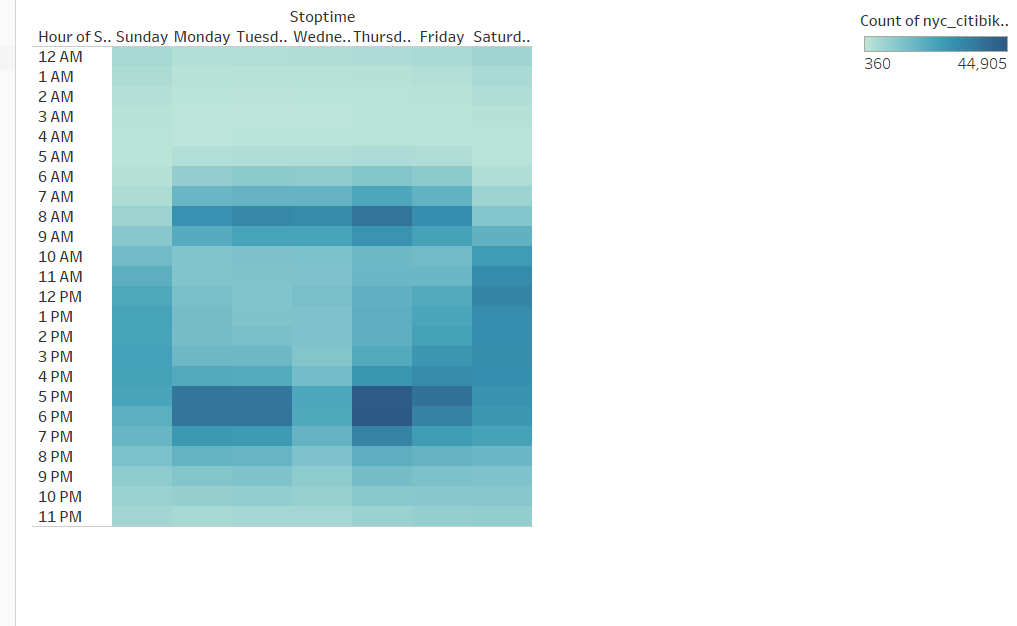 Stoptime
Hour of S.. Sunday Monday Tuesd.. Wedne.. Thursd.. Friday Saturd..
12 AM
1 AM
2 AM
3 AM
4 AM
5 AM
6 AM
7 AM
8 AM
9 AM
10 AM
11 AM
12 PM
1 PM
2 PM
3 PM
4 PM
5 PM
6 PM
7 PM
8 PM
9 PM
10 PM
11 PM
Count of nyc_citibik..
360 44,905